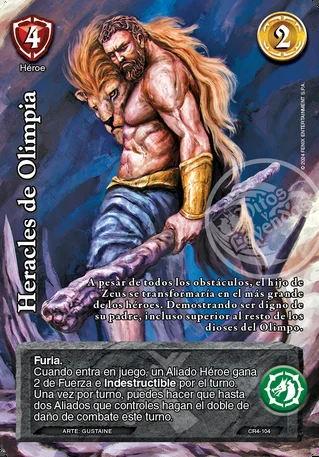 4
2
Héroe
© 2024 FENIX ENTERTAINMENT S.P.A.
Heracles de Olimpia
A pesar de todos los obstáculos, el hijo de
Zeus se transformaría en el más grande
de los héroes. Demostrando ser digno de
su padre, incluso superior al resto de los
dioses del Olimpo.
Furia.
Cuando entra en juego, un Aliado Héroe gana
2 de Fuerza e Indestructible por el turno.
Una vez por turno, puedes hacer que hasta
dos Aliados que controles hagan el doble de
daño de combate este turno.
ARTE: GUSTAINE
CR4-104